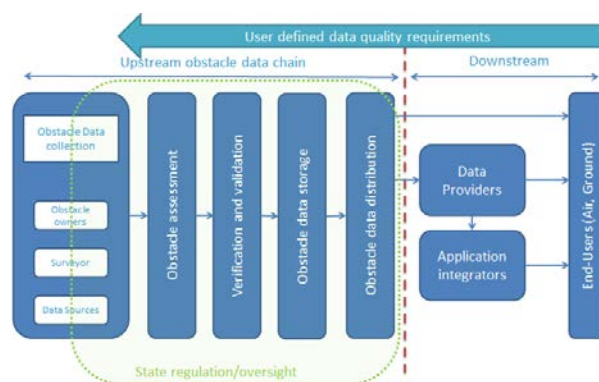 User defined data quality requirements
Upstream obstacle data chain
Downstream
Obstacle Data
collection
Obstacle
owners
Surveyor
Data Sources
Obstacle assessment
Verification and validation
Obstacle data storage
Obstacle data distribution
Data
Providers
Application
integrators
End-Users (Air, Ground)
State regulation/oversight